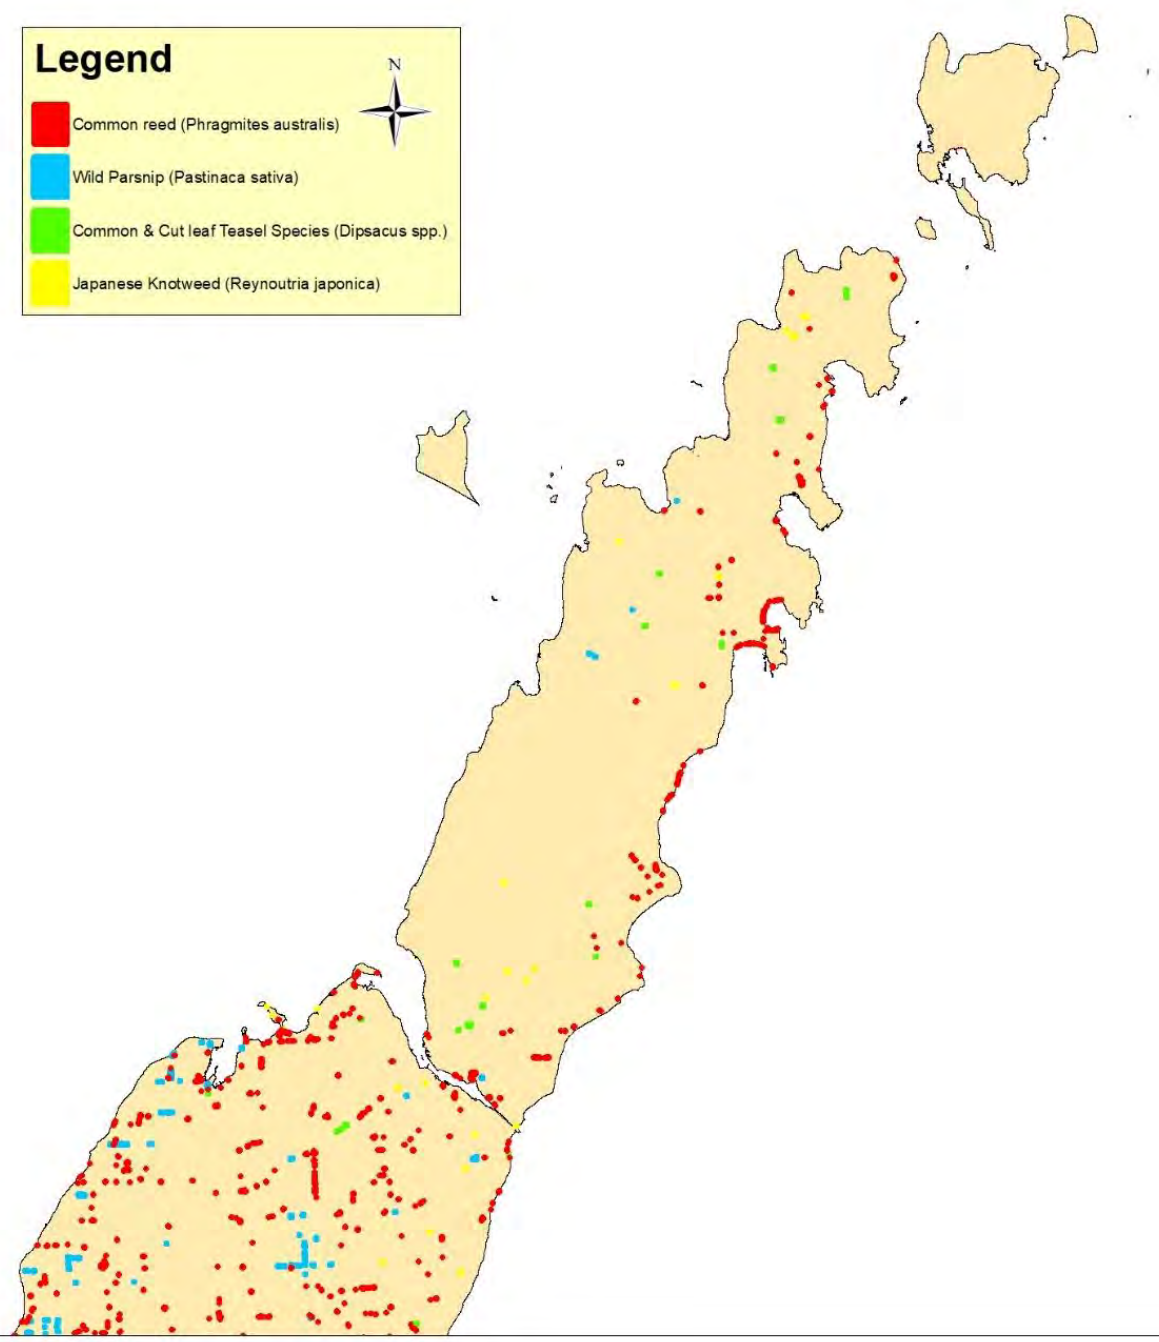 Legend
N
Common reed (Phragmites australis)
Wild Parsnip (Pastinaca sativa)
Common & Cut leaf Teasel Species (Dipsacus spp.)
Japanese Knotweed (Reynoutria japonica)